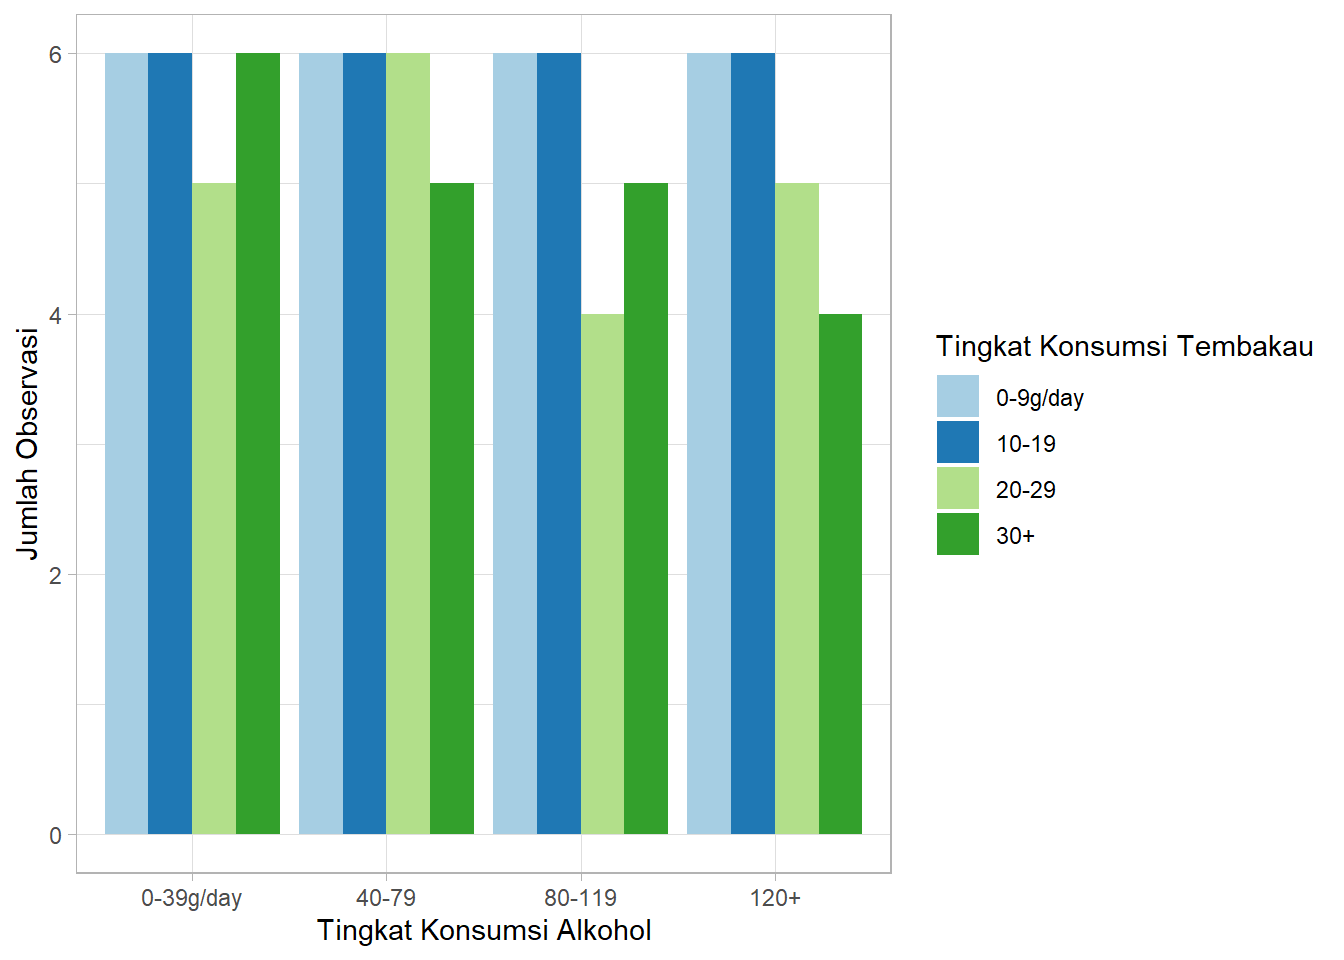 6
4
2
0
Jumlah Observasi
0-39g/day
40-79
80-119
120+
Tingkat Konsumsi Alkohol
Tingkat Konsumsi Tembakau
0-9g/day
10-19
20-29
30+